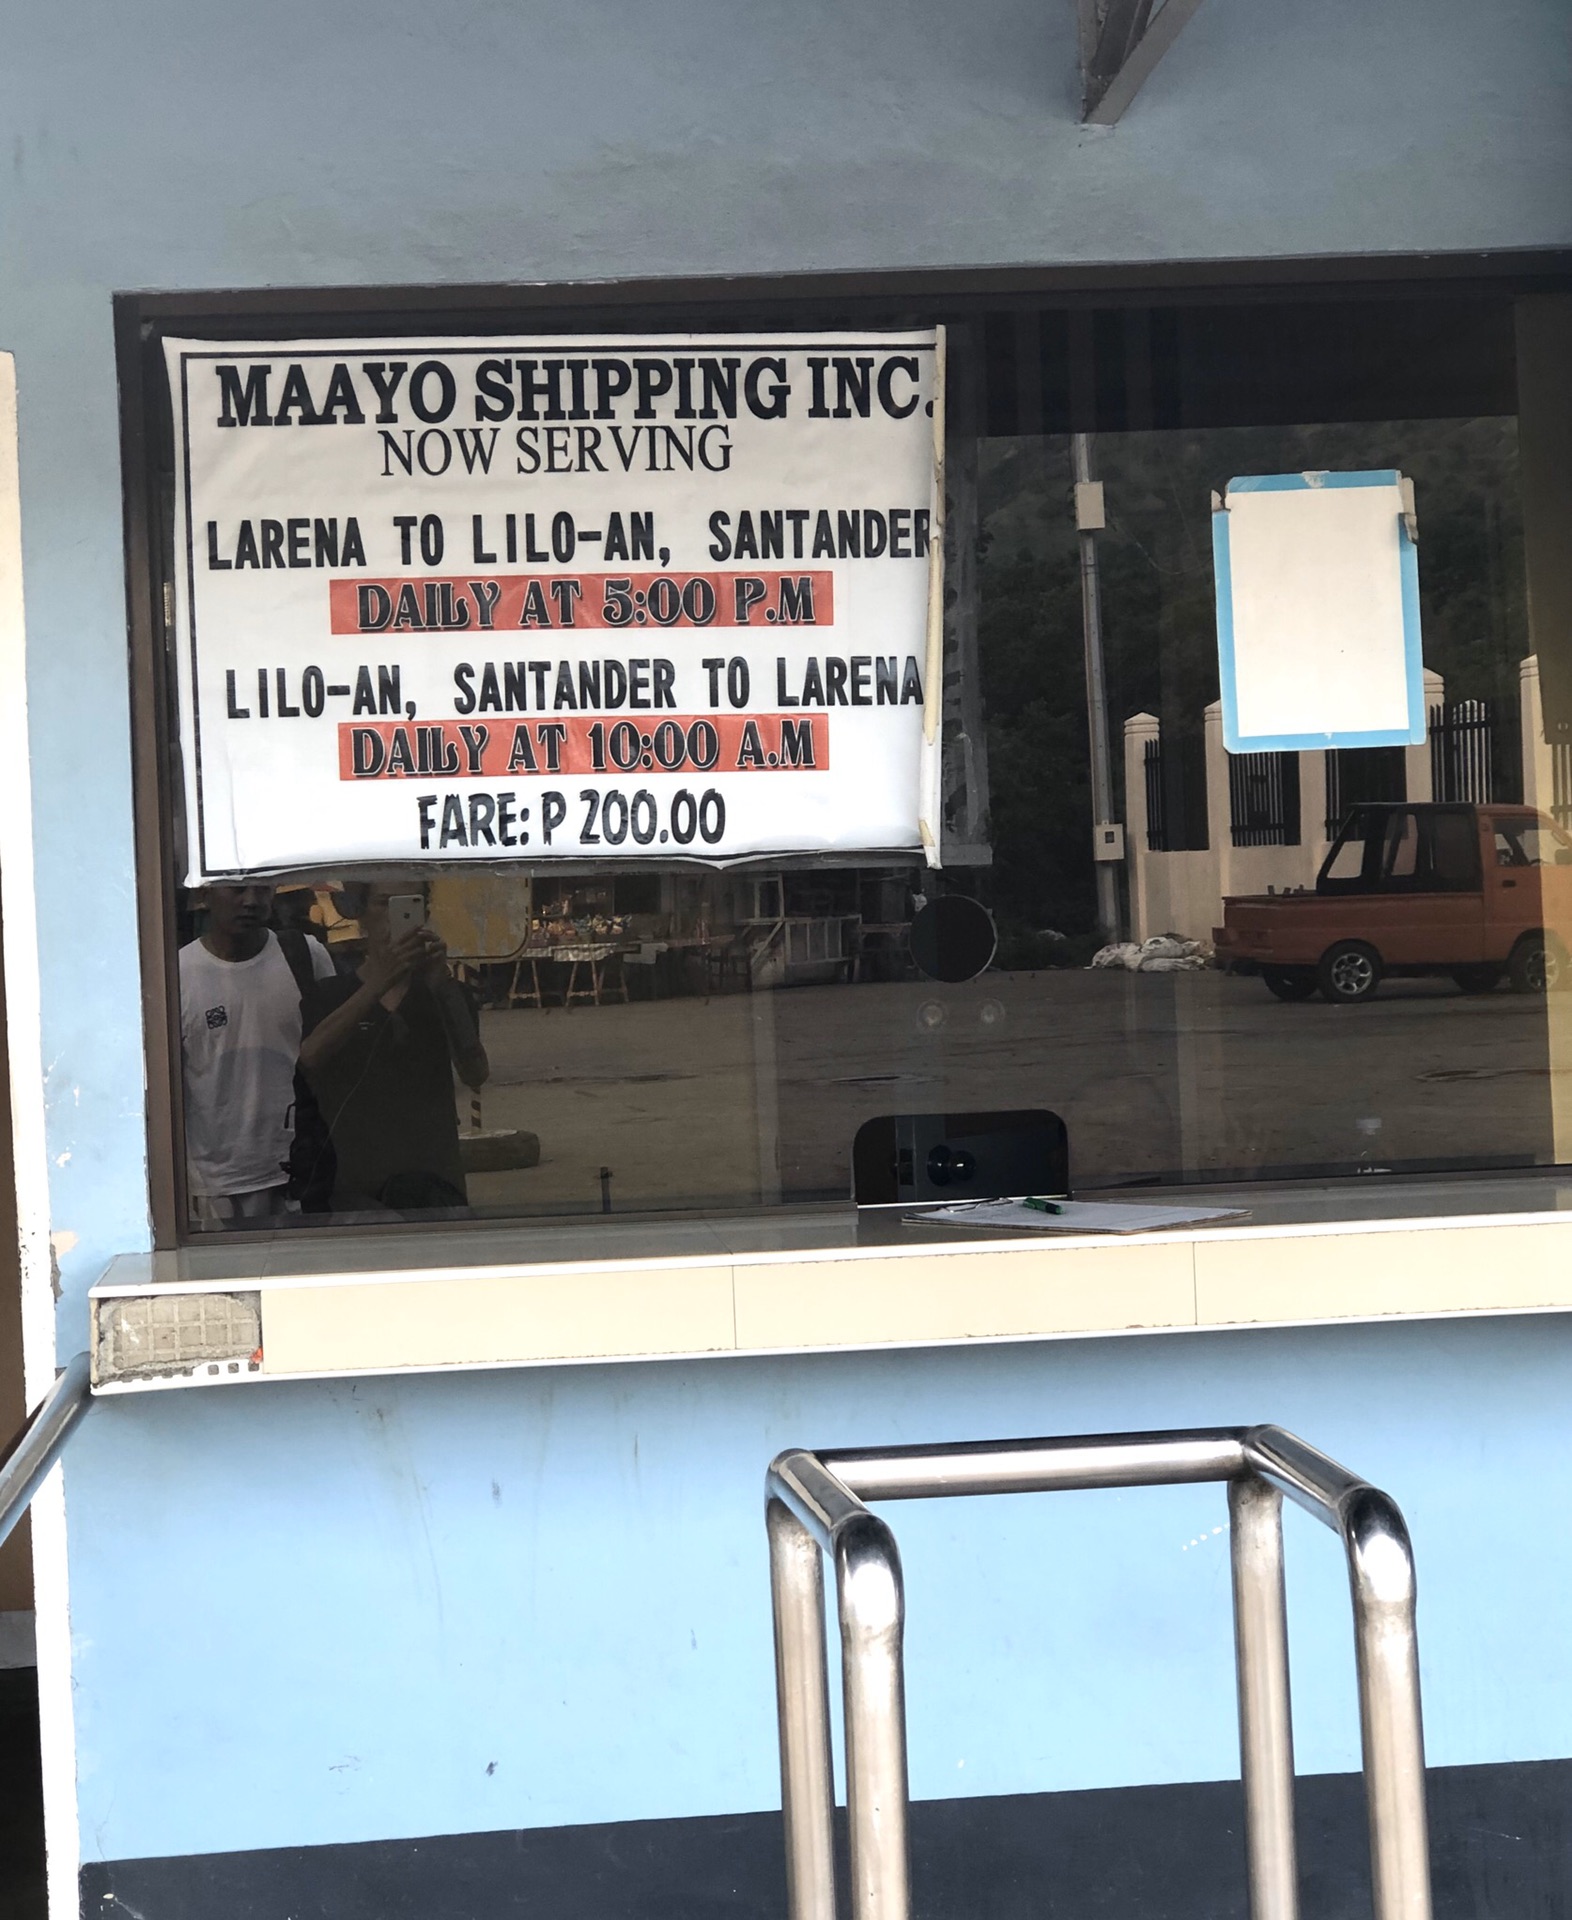 MAAYO SHIPPING INC.
NOW SERVING
LARENA TO LILO-AN, SANTANDER
DAILY AT 5:00 P.M
LILO-AN, SANTANDER TO LARENA
DAILY AT 10:00 A.M
FARE: P 200.00